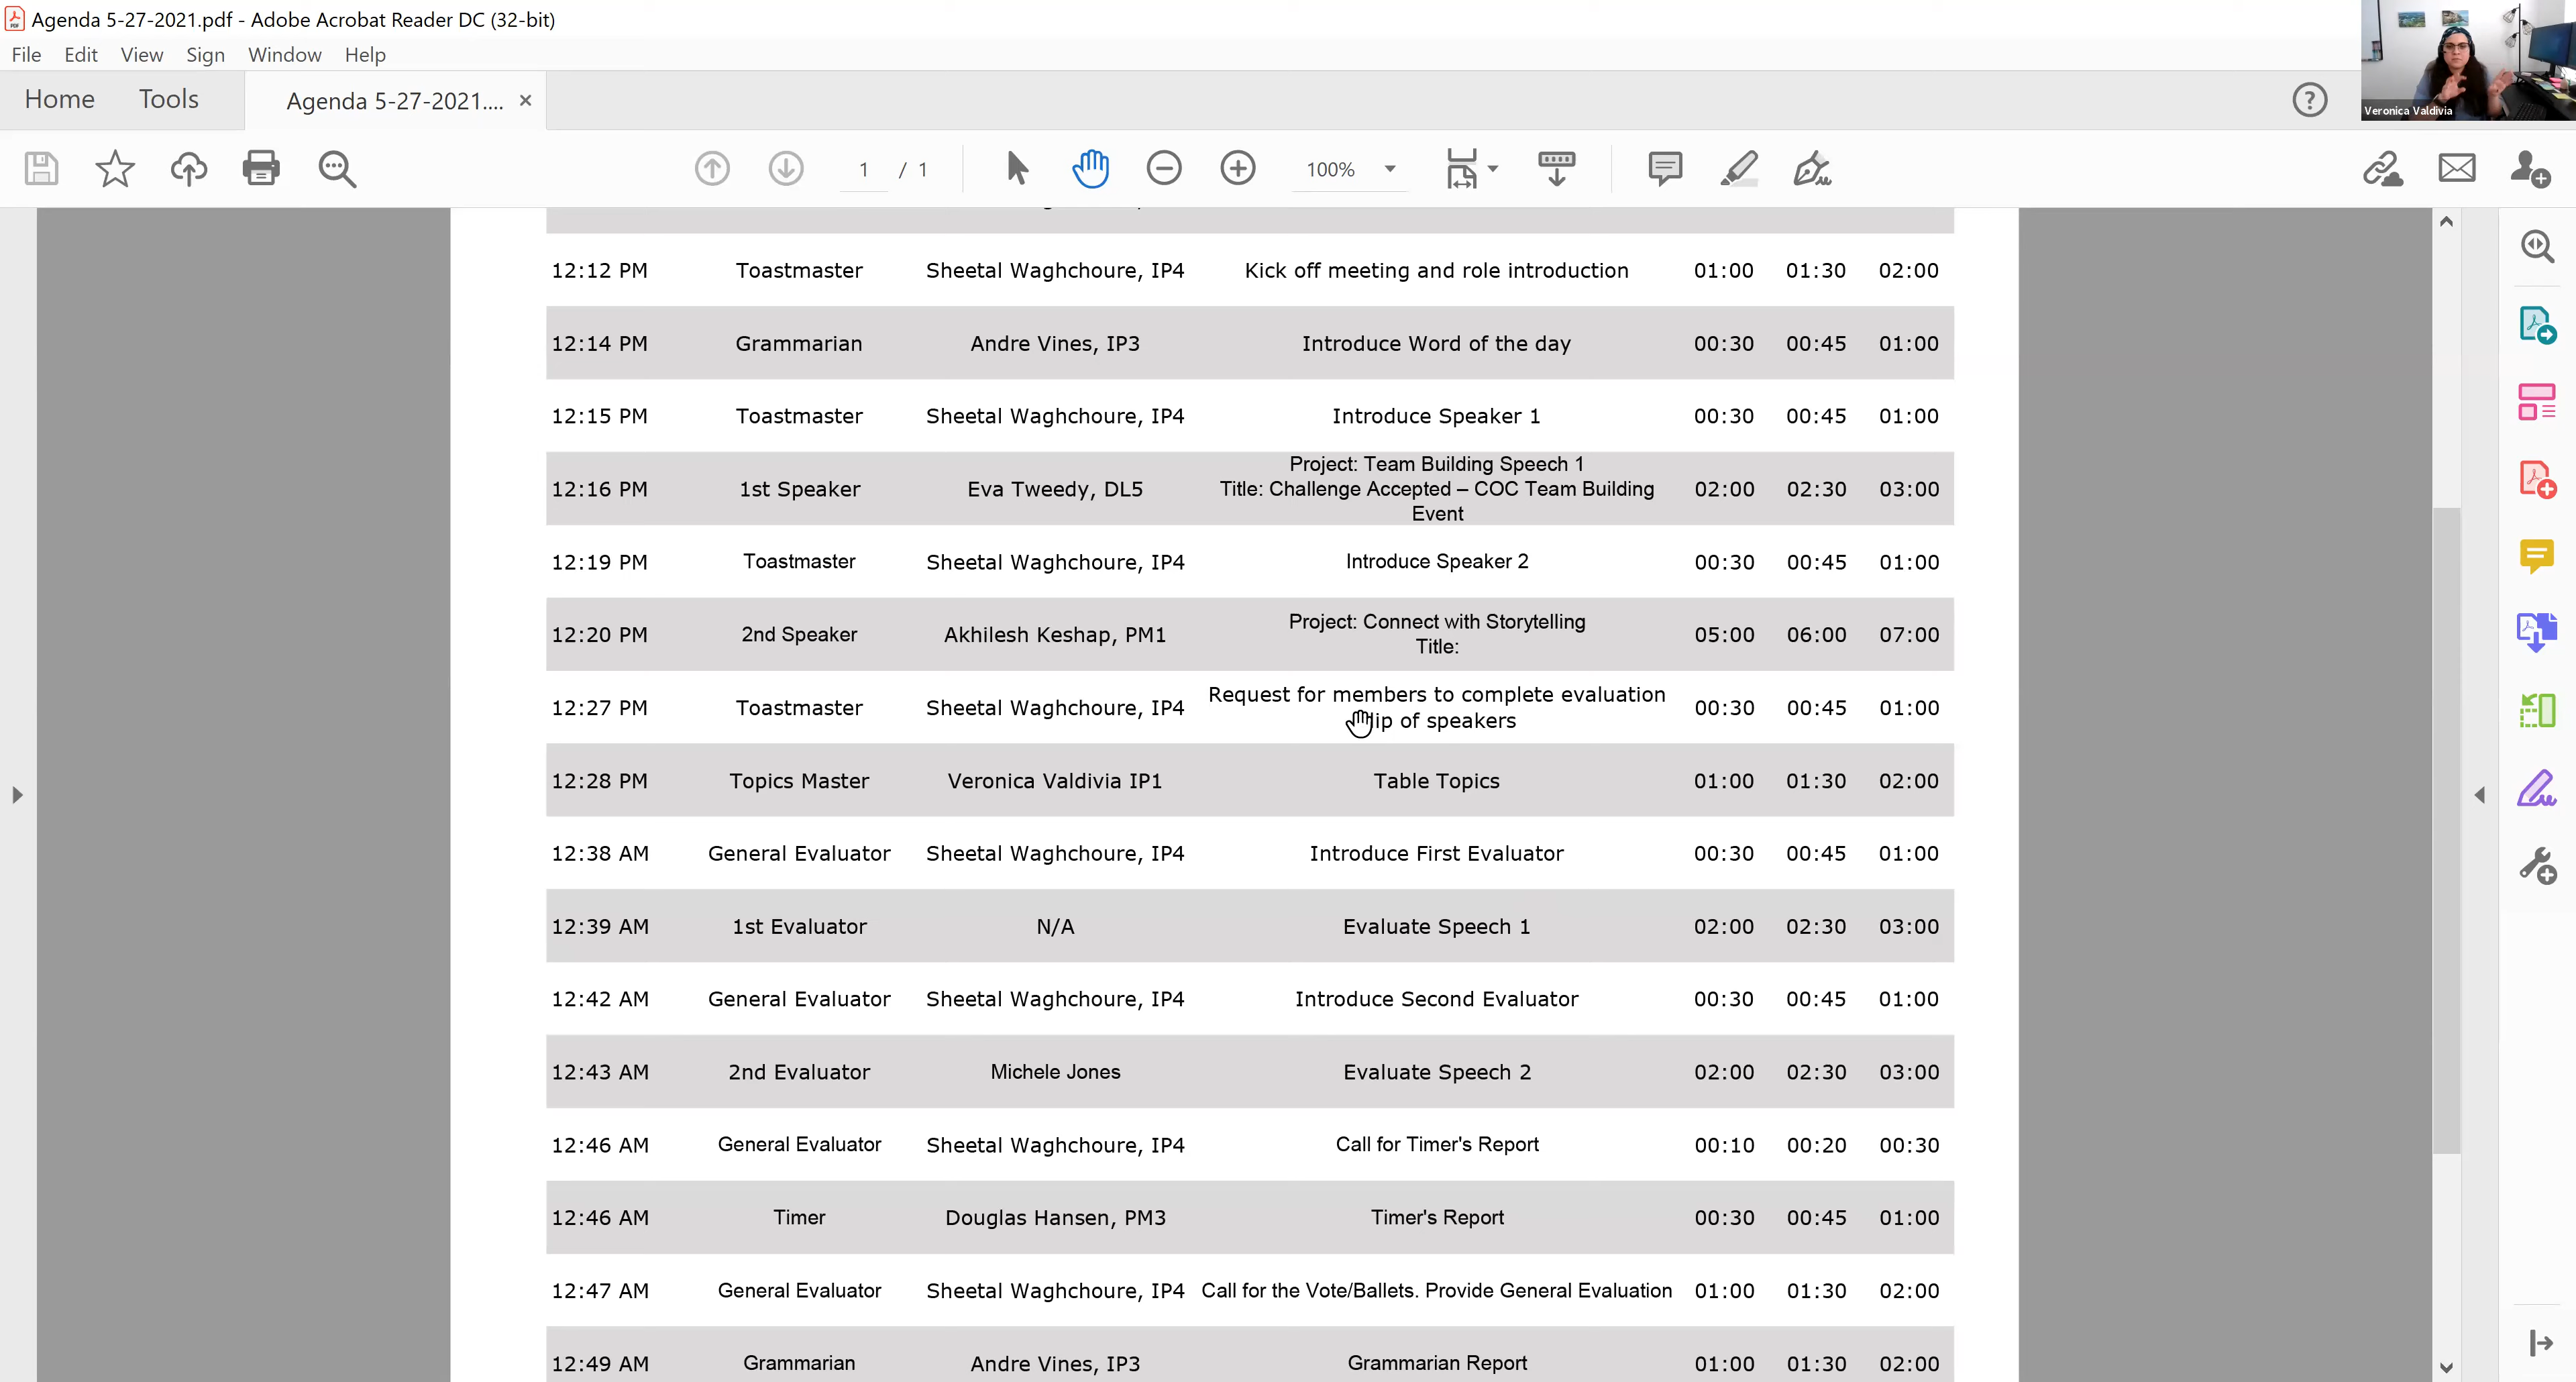 Agenda 5-27-2021.pdf - Adobe Acrobat Reader DC (32-bit)
File Edit View Sign Window Help
Home Tools Agenda 5-27-2021.... ×
Veronica Valdivia
1 / 1 100%
12:12 PM Toastmaster Sheetal Waghchoure, IP4 Kick off meeting and role introduction 01:00 01:30 02:00
12:14 PM Grammarian Andre Vines, IP3 Introduce Word of the day 00:30 00:45 01:00
12:15 PM Toastmaster Sheetal Waghchoure, IP4 Introduce Speaker 1 00:30 00:45 01:00
Project: Team Building Speech 1
12:16 PM 1st Speaker Eva Tweedy, DL5 Title: Challenge Accepted – COC Team Building 02:00 02:30 03:00
Event
12:19 PM Toastmaster Sheetal Waghchoure, IP4 Introduce Speaker 2 00:30 00:45 01:00
Project: Connect with Storytelling
12:20 PM 2nd Speaker Akhilesh Keshap, PM1 05:00 06:00 07:00
Title:
Request for members to complete evaluation
12:27 PM Toastmaster Sheetal Waghchoure, IP4 00:30 00:45 01:00
of speakers
12:28 PM Topics Master Veronica Valdivia IP1 Table Topics 01:00 01:30 02:00
12:38 AM General Evaluator Sheetal Waghchoure, IP4 Introduce First Evaluator 00:30 00:45 01:00
12:39 AM 1st Evaluator N/A Evaluate Speech 1 02:00 02:30 03:00
12:42 AM General Evaluator Sheetal Waghchoure, IP4 Introduce Second Evaluator 00:30 00:45 01:00
12:43 AM 2nd Evaluator Michele Jones Evaluate Speech 2 02:00 02:30 03:00
12:46 AM General Evaluator Sheetal Waghchoure, IP4 Call for Timer's Report 00:10 00:20 00:30
12:46 AM Timer Douglas Hansen, PM3 Timer's Report 00:30 00:45 01:00
12:47 AM General Evaluator Sheetal Waghchoure, IP4 Call for the Vote/Ballets. Provide General Evaluation 01:00 01:30 02:00
12:49 AM Grammarian Andre Vines, IP3 Grammarian Report 01:00 01:30 02:00